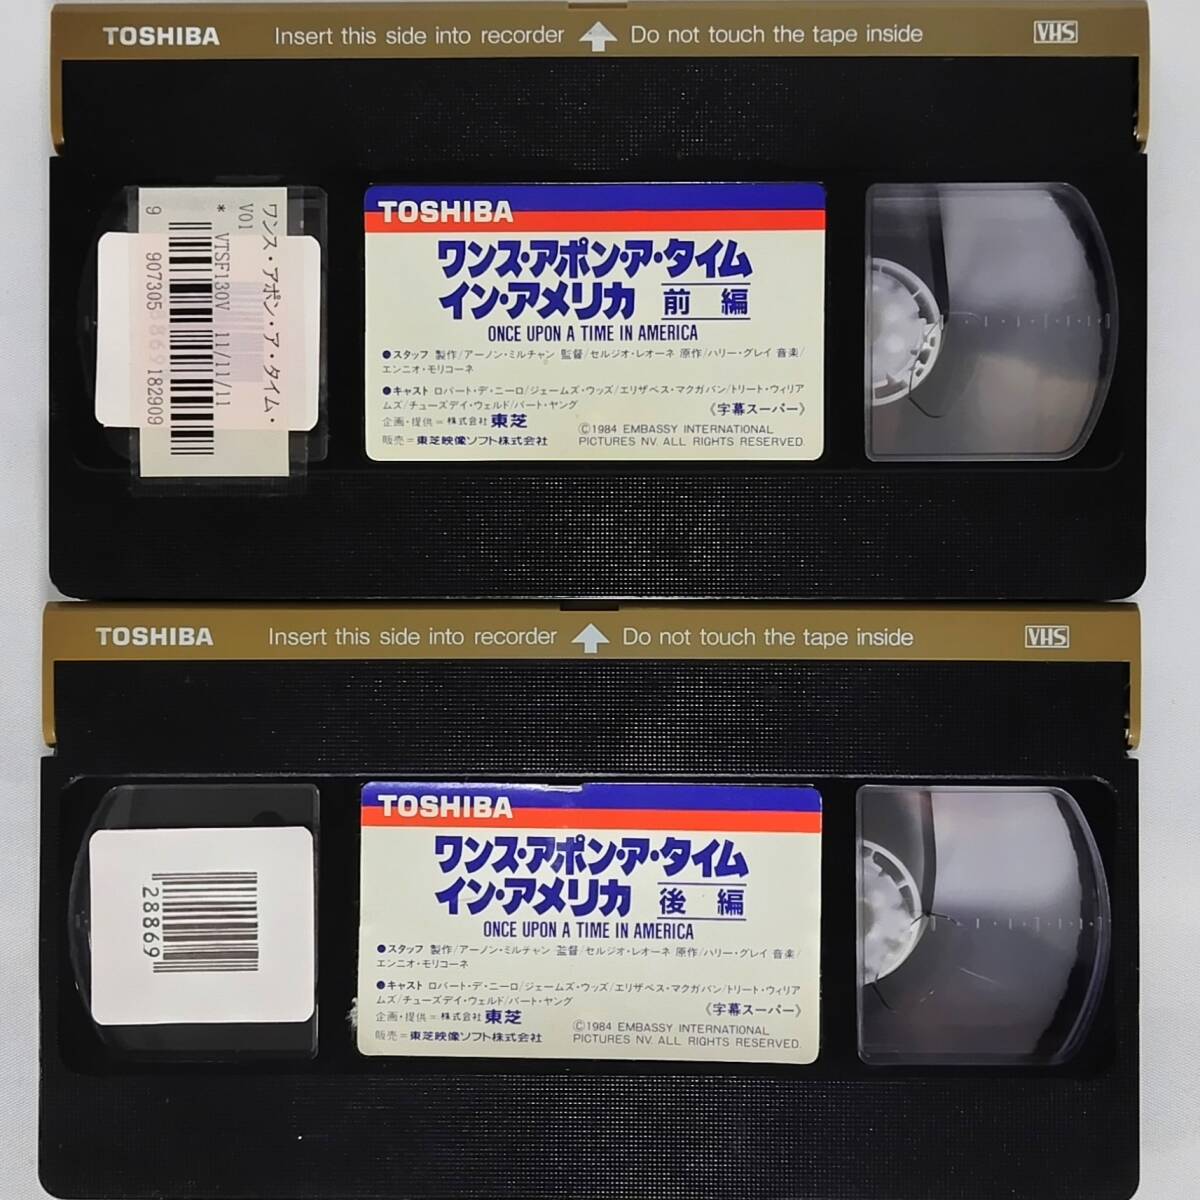 TOSHIBA Insert this side into recorder Do not touch the tape inside VHS
ワンス・アポン・ア・タイム・
V01
* VTSF130V 11/11/11
9 907305 869182909
TOSHIBA
ワンス・アポン・ア・タイム
イン・アメリカ 前編
ONCE UPON A TIME IN AMERICA
●スタッフ 製作/アーノン・ミルチャン 監督/セルジオ・レオーネ 原作/ハリー・グレイ 音楽/
エンニオ・モリコーネ
●キャスト ロバート・デ・ニーロ/ジェームズ・ウッズ/エリザベス・マクガバン/トリート・ウィリア
ムズ/チューズデイ・ウェルド/バート・ヤング
企画・提供=株式会社 東芝 《字幕スーパー》
販売=東芝映像ソフト株式会社
©1984 EMBASSY INTERNATIONAL
PICTURES NV. ALL RIGHTS RESERVED.
TOSHIBA Insert this side into recorder Do not touch the tape inside VHS
28869
TOSHIBA
ワンス・アポン・ア・タイム
イン・アメリカ 後編
ONCE UPON A TIME IN AMERICA
●スタッフ 製作/アーノン・ミルチャン 監督/セルジオ・レオーネ 原作/ハリー・グレイ 音楽/
エンニオ・モリコーネ
●キャスト ロバート・デ・ニーロ/ジェームズ・ウッズ/エリザベス・マクガバン/トリート・ウィリア
ムズ/チューズデイ・ウェルド/バート・ヤング
企画・提供=株式会社 東芝 《字幕スーパー》
販売=東芝映像ソフト株式会社
©1984 EMBASSY INTERNATIONAL
PICTURES NV. ALL RIGHTS RESERVED.